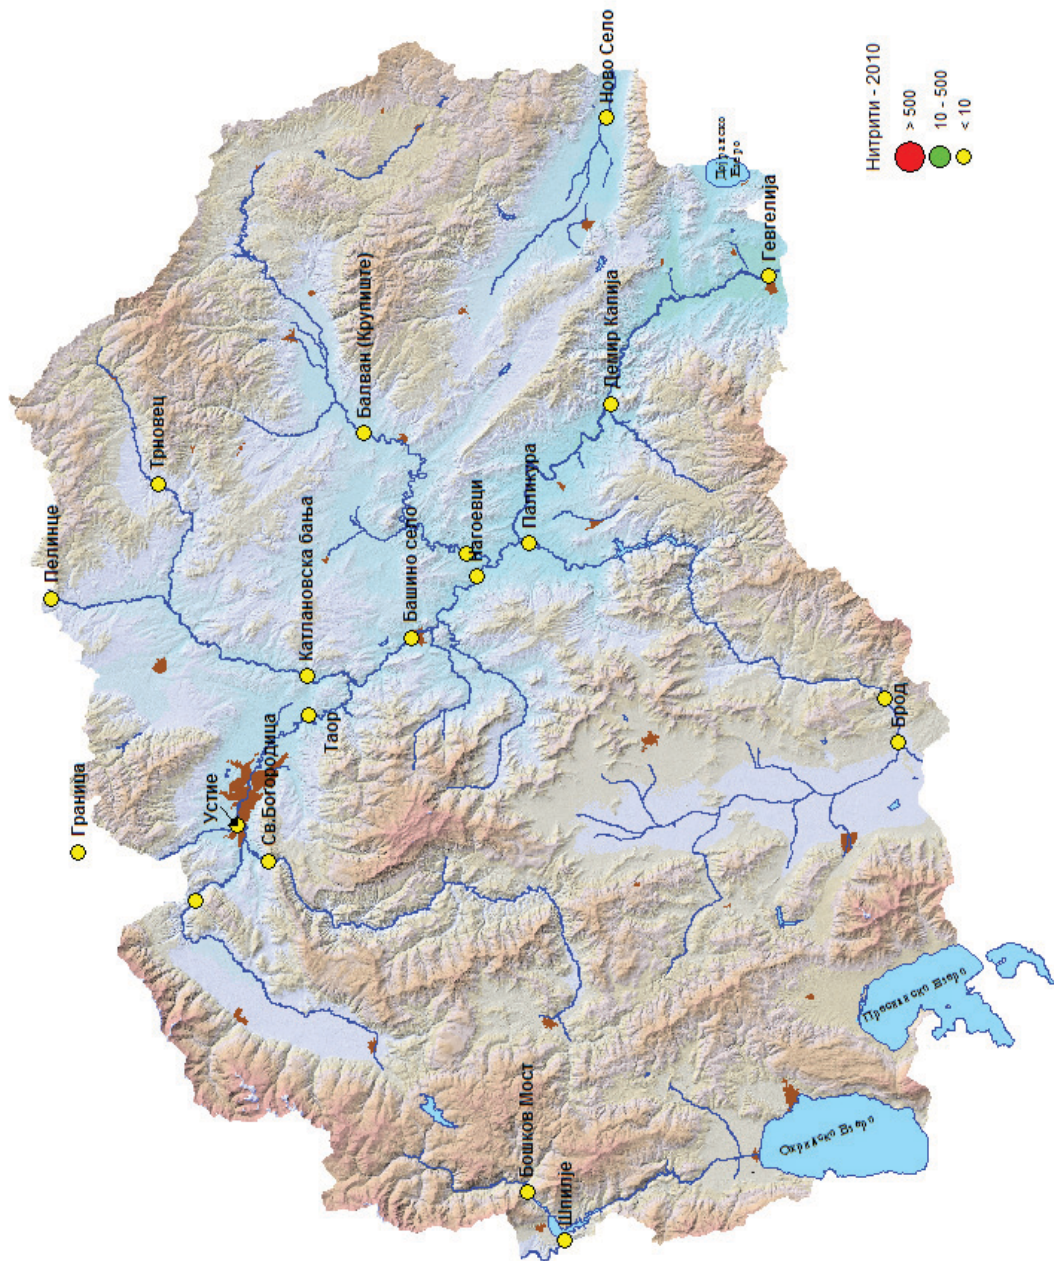 Пелинце
Граница
Трновец
Устие
Св.Богородица
Катлановска бања
Таор
Балван (Крупиште)
Башино село
Нагоевци
Бошков Мост
Паликура
Шпилје
Ново Село
Демир Капија
Дојранско
Езеро
Гевгелија
Охридско Езеро
Брод
Преспанско Езеро
Нитрити - 2010
> 500
10 - 500
< 10